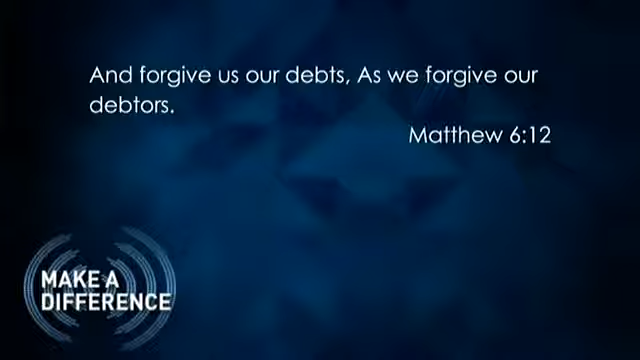 And forgive us our debts, As we forgive our
debtors.
Matthew 6:12
MAKE A
DIFFERENCE